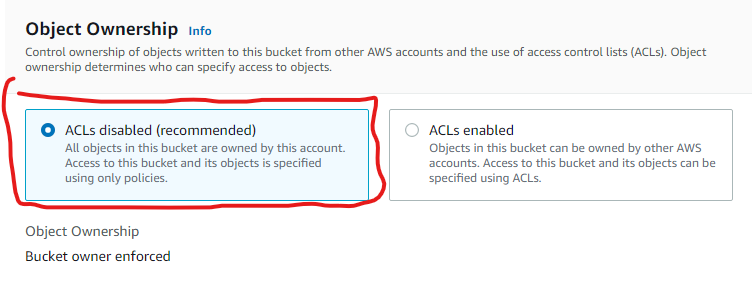 Object Ownership Info
Control ownership of objects written to this bucket from other AWS accounts and the use of access control lists (ACLs). Object
ownership determines who can specify access to objects.
ACLs disabled (recommended)
All objects in this bucket are owned by this account.
Access to this bucket and its objects is specified
using only policies.
ACLs enabled
Objects in this bucket can be owned by other AWS
accounts. Access to this bucket and its objects can be
specified using ACLs.
Object Ownership
Bucket owner enforced